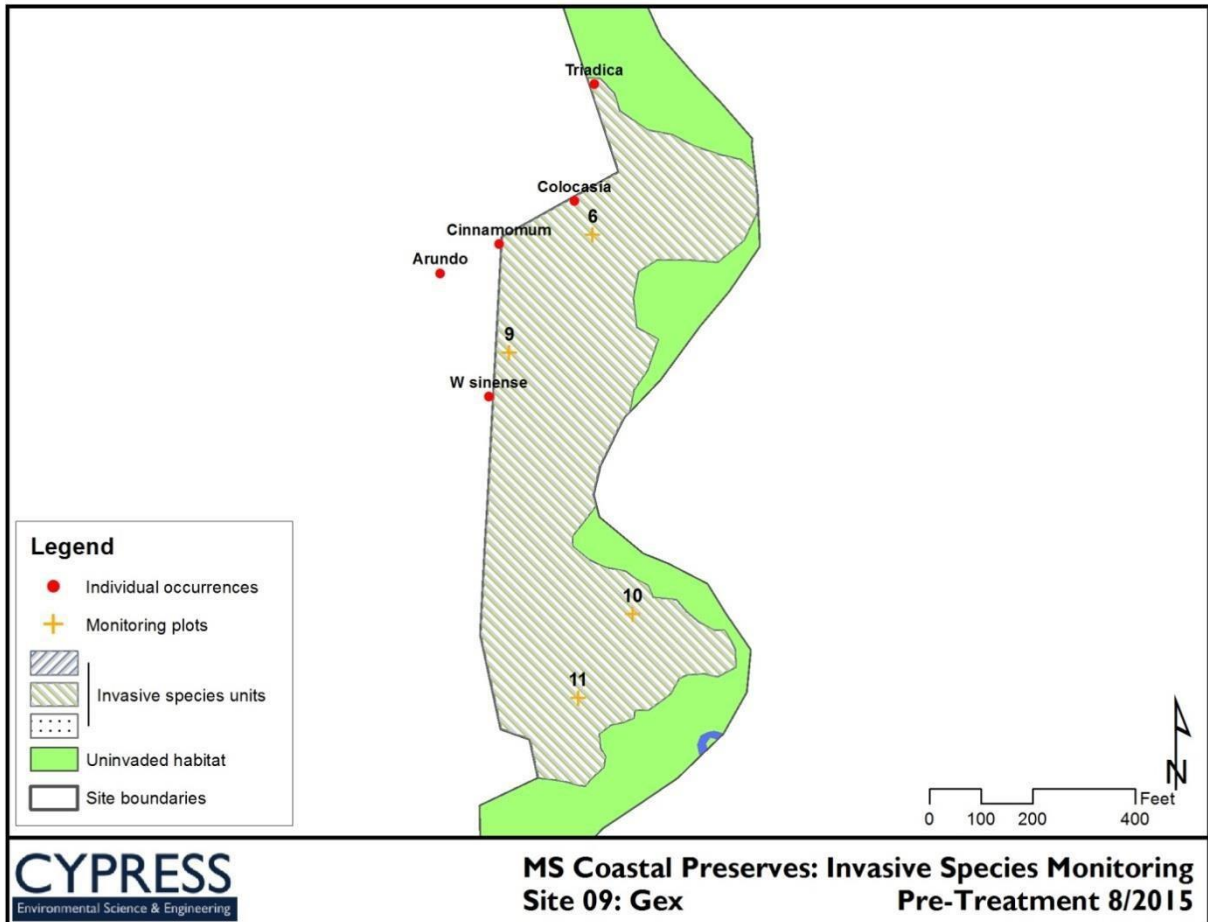 Triadica
Colocasia
6
Cinnamomum
Arundo
9
W sinense
10
11
Legend
Individual occurrences
Monitoring plots
Invasive species units
Uninvaded habitat
Site boundaries
N
Feet
0 100 200 400
CYPRESS
Environmental Science & Engineering
MS Coastal Preserves: Invasive Species Monitoring
Site 09: Gex Pre-Treatment 8/2015